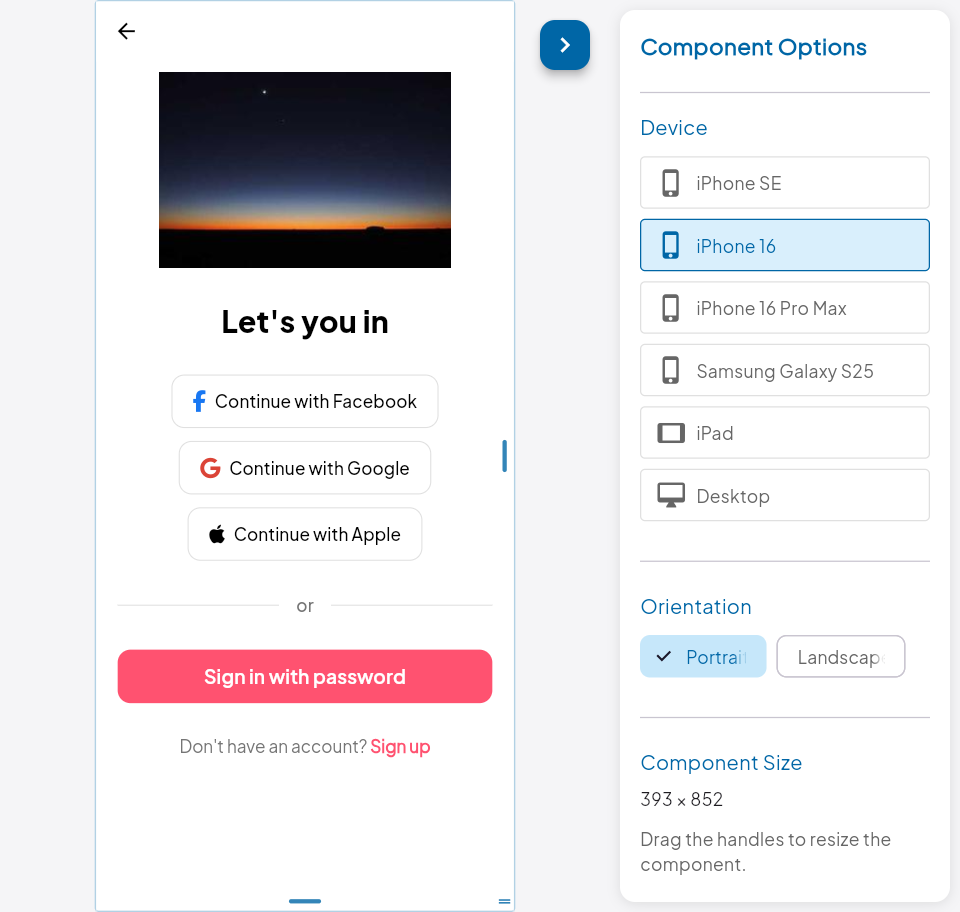 Let's you in
Continue with Facebook
Continue with Google
Continue with Apple
or
Sign in with password
Don't have an account? Sign up
Component Options
Device
iPhone SE
iPhone 16
iPhone 16 Pro Max
Samsung Galaxy S25
iPad
Desktop
Orientation
Portrait
Landscap
Component Size
393 × 852
Drag the handles to resize the
component.